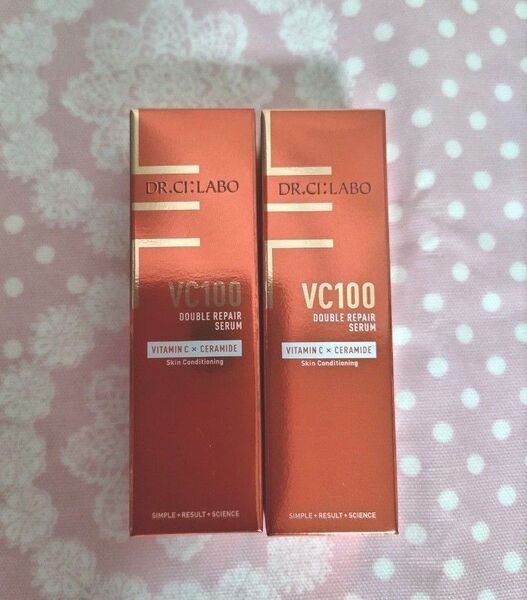 DR.CI:LABO
VC100
DOUBLE REPAIR
SERUM
VITAMIN C × CERAMIDE
Skin Conditioning
SIMPLE + RESULT + SCIENCE
DR.CI:LABO
VC100
DOUBLE REPAIR
SERUM
VITAMIN C × CERAMIDE
Skin Conditioning
SIMPLE + RESULT + SCIENCE